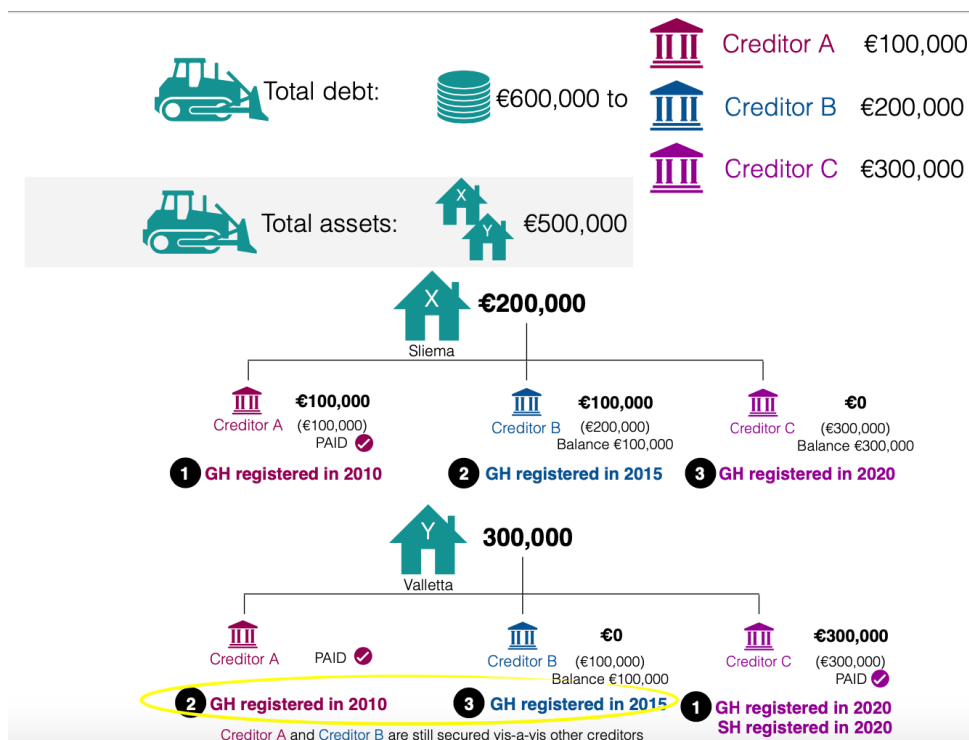 Creditor A €100,000
Total debt: €600,000 to
Creditor B €200,000
Creditor C €300,000
X
Y
Total assets: €500,000
X
€200,000
Sliema
€100,000 €100,000 €0
Creditor A (€100,000) Creditor B (€200,000) Creditor C (€300,000)
PAID Balance €100,000 Balance €300,000
1 GH registered in 2010 2 GH registered in 2015 3 GH registered in 2020
Y
300,000
Valletta
€0 €300,000
Creditor A PAID Creditor B (€100,000) Creditor C (€300,000)
Balance €100,000 PAID
2 GH registered in 2010 3 GH registered in 2015 1 GH registered in 2020
SH registered in 2020
Creditor A and Creditor B are still secured vis-a-vis other creditors